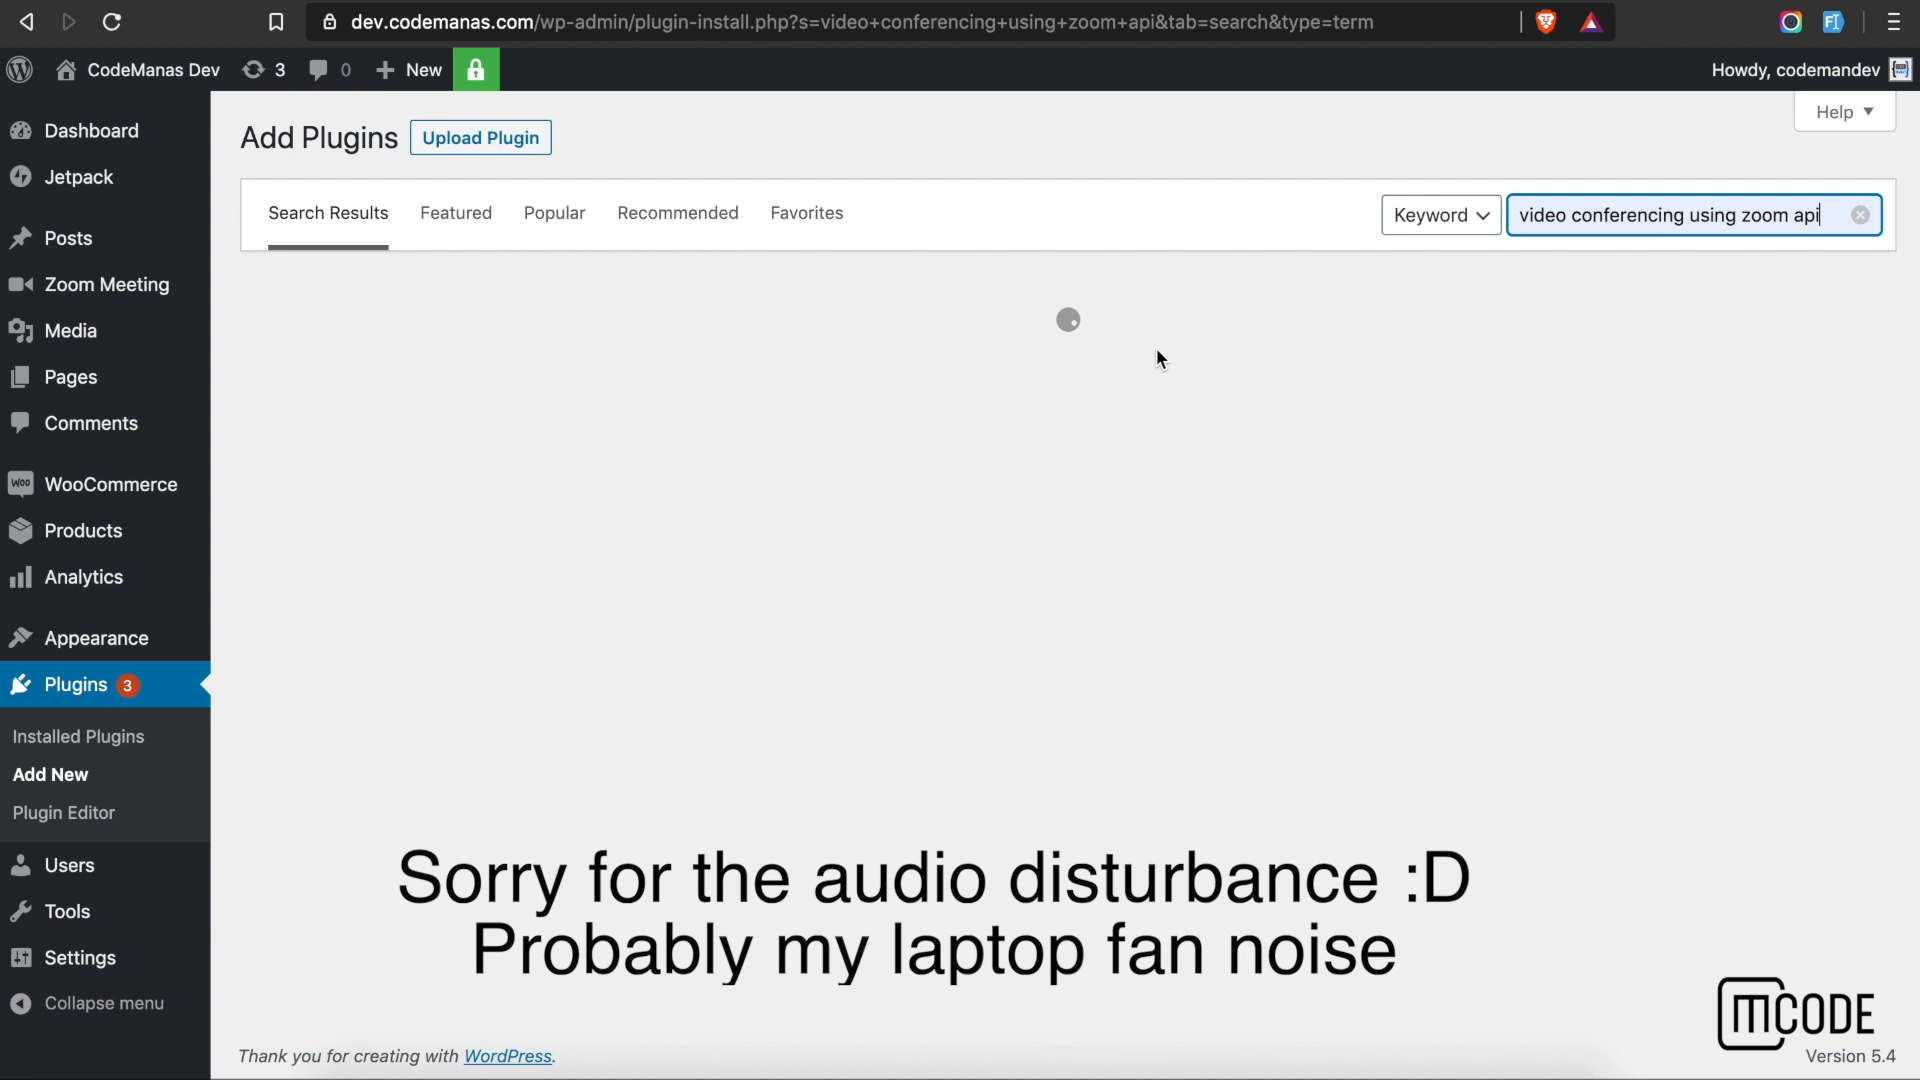 dev.codemanas.com/wp-admin/plugin-install.php?s=video+conferencing+using+zoom+api&tab=search&type=term
CodeManas Dev 3 0 New Howdy, codemandev
Help
Add Plugins Upload Plugin
Search Results Featured Popular Recommended Favorites Keyword video conferencing using zoom api
Dashboard
Jetpack
Posts
Zoom Meeting
Media
Pages
Comments
WooCommerce
Products
Analytics
Appearance
Plugins 3
Installed Plugins
Add New
Plugin Editor
Users
Tools
Settings
Collapse menu
Sorry for the audio disturbance :D
Probably my laptop fan noise
mCODE
Thank you for creating with WordPress. Version 5.4